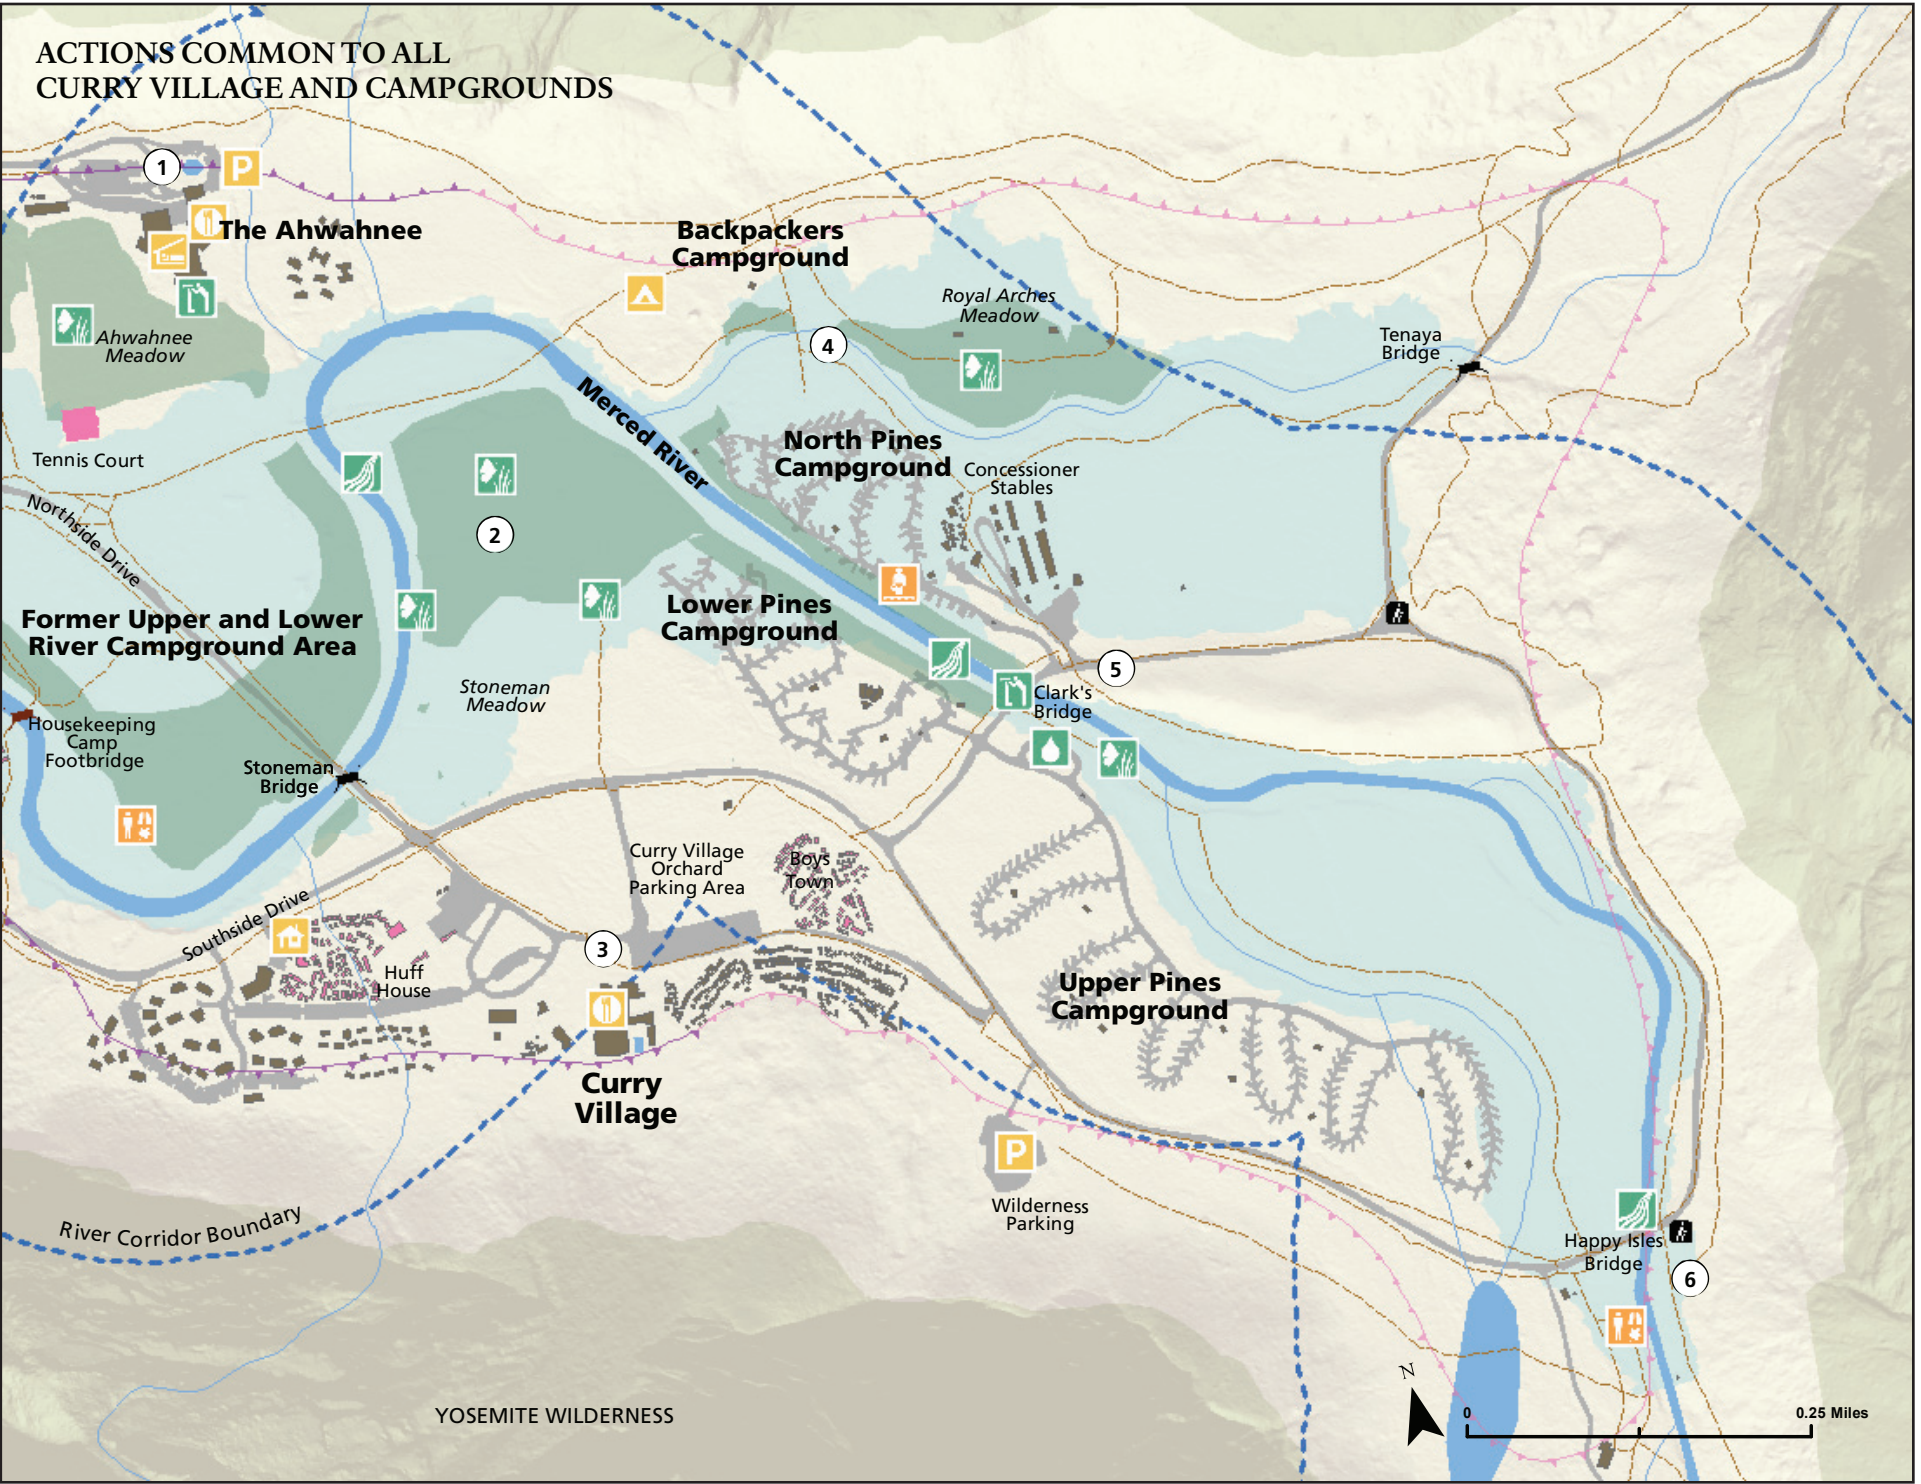 ACTIONS COMMON TO ALL
CURRY VILLAGE AND CAMPGROUNDS
1
P
The Ahwahnee
Backpackers
Campground
Royal Arches
Meadow
Ahwahnee
Meadow
4
Tenaya
Bridge
Merced River
Tennis Court
North Pines
Campground
Concessioner
Stables
Northside Drive
2
Former Upper and Lower
River Campground Area
Lower Pines
Campground
5
Stoneman
Meadow
Clark's
Bridge
Housekeeping
Camp
Footbridge
Stoneman
Bridge
Curry Village
Orchard
Parking Area
Boys
Town
Southside Drive
3
Huff
House
Upper Pines
Campground
Curry
Village
P
Wilderness
Parking
River Corridor Boundary
Happy Isles
Bridge
6
YOSEMITE WILDERNESS
N
0
0.25 Miles